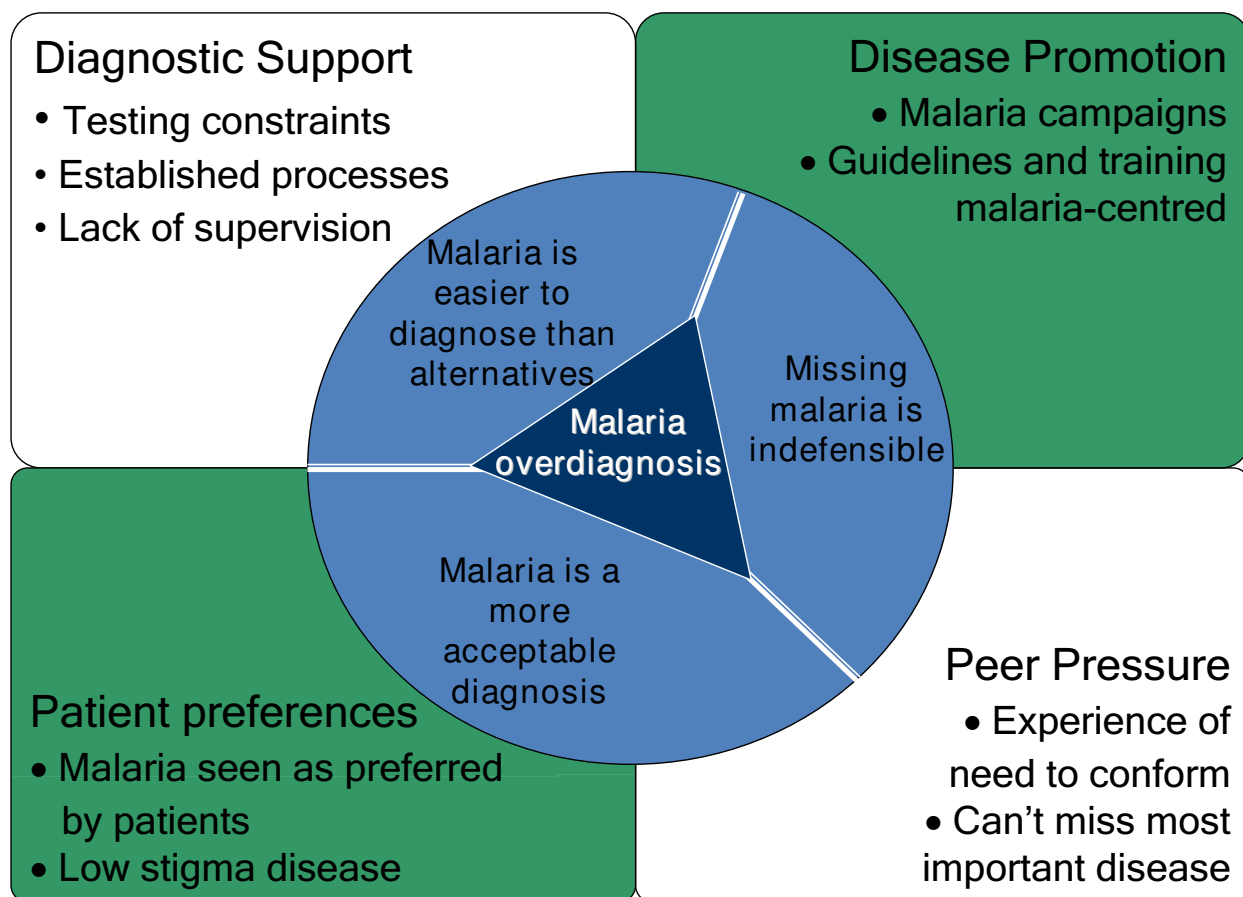 Diagnostic Support
• Testing constraints
• Established processes
• Lack of supervision
Disease Promotion
• Malaria campaigns
• Guidelines and training
malaria-centred
Malaria is
easier to
diagnose than
alternatives
Missing
malaria is
indefensible
Malaria
overdiagnosis
Malaria is a
more
acceptable
diagnosis
Patient preferences
• Malaria seen as preferred
by patients
• Low stigma disease
Peer Pressure
• Experience of
need to conform
• Can’t miss most
important disease